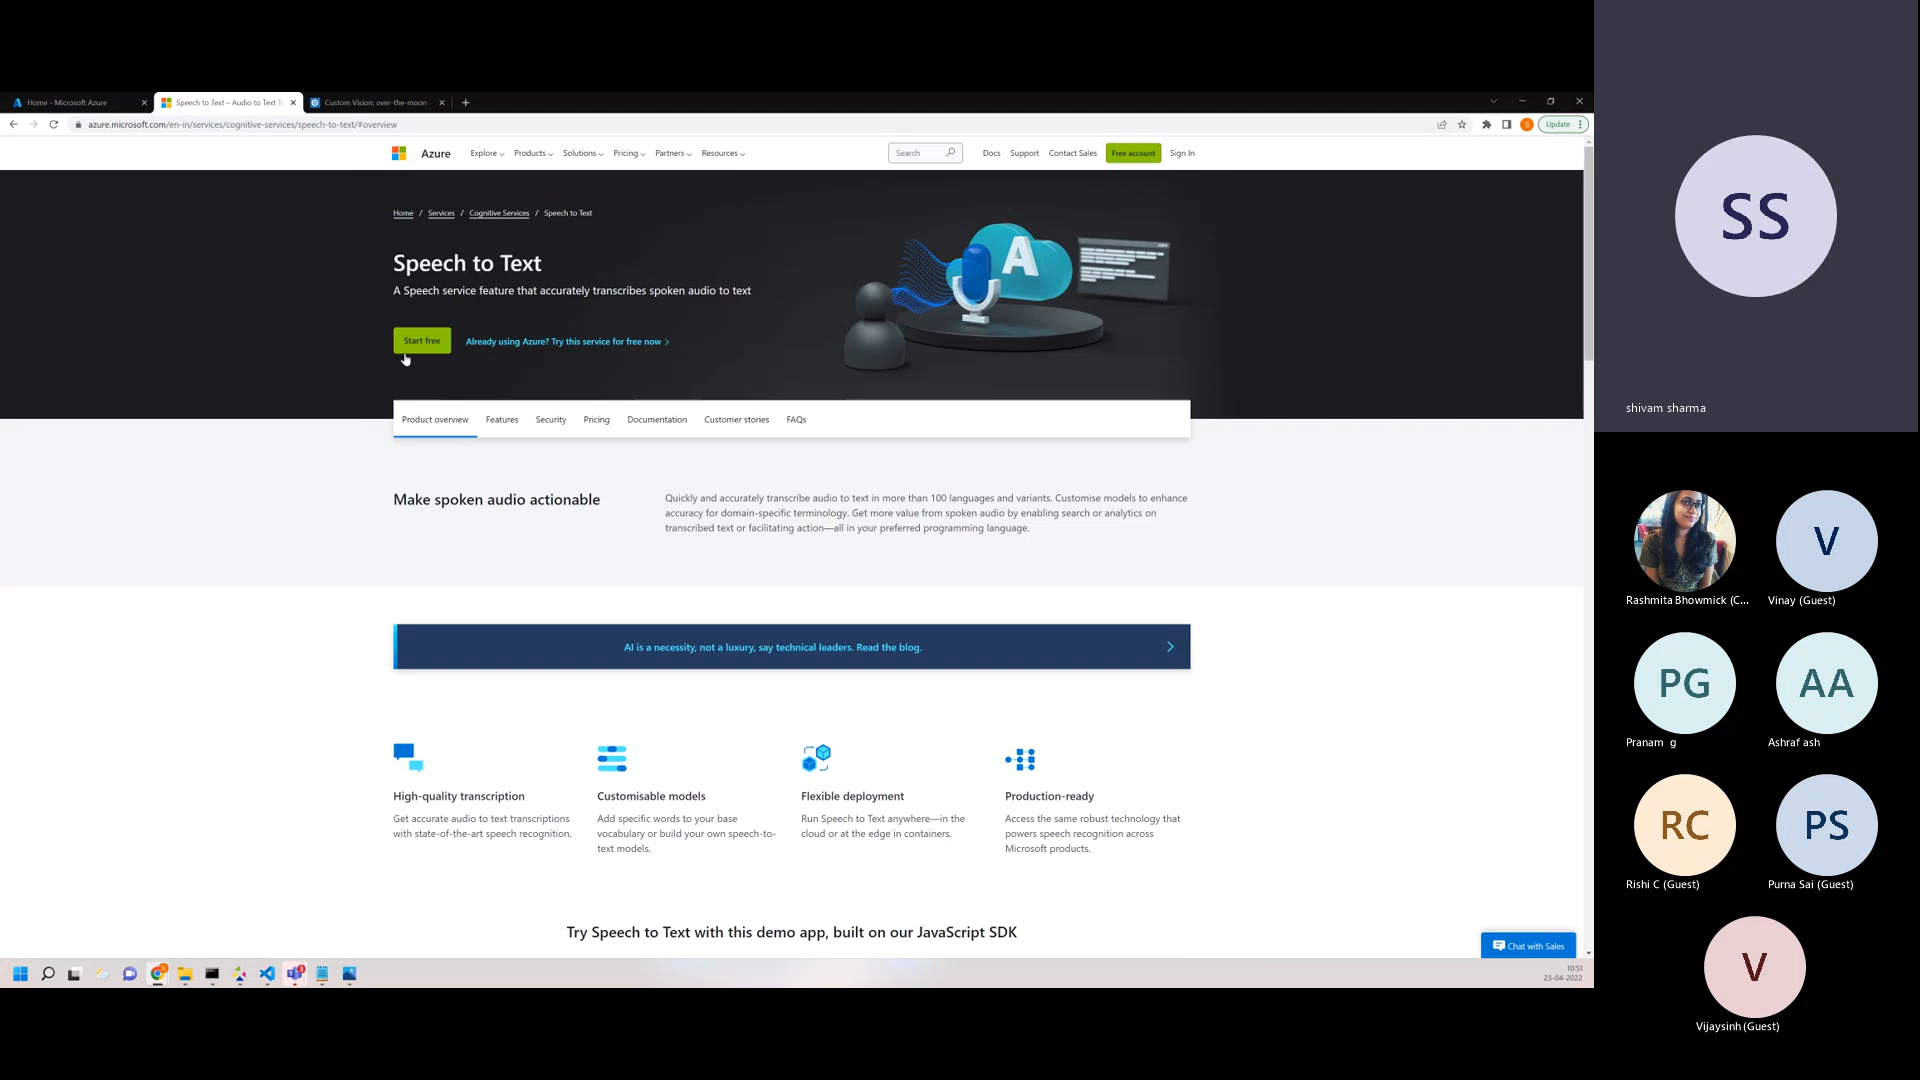 Home - Microsoft Azure
Speech to Text – Audio to Text T
Custom Vision: over-the-moon
azure.microsoft.com/en-in/services/cognitive-services/speech-to-text/#overview
S
Update
Azure
Explore
Products
Solutions
Pricing
Partners
Resources
Search
Docs
Support
Contact Sales
Free account
Sign In
Home / Services / Cognitive Services / Speech to Text
Speech to Text
A Speech service feature that accurately transcribes spoken audio to text
A
Start free
Already using Azure? Try this service for free now
Product overview
Features
Security
Pricing
Documentation
Customer stories
FAQs
Make spoken audio actionable
Quickly and accurately transcribe audio to text in more than 100 languages and variants. Customise models to enhance
accuracy for domain-specific terminology. Get more value from spoken audio by enabling search or analytics on
transcribed text or facilitating action—all in your preferred programming language.
AI is a necessity, not a luxury, say technical leaders. Read the blog.
High-quality transcription
Get accurate audio to text transcriptions
with state-of-the-art speech recognition.
Customisable models
Add specific words to your base
vocabulary or build your own speech-to-
text models.
Flexible deployment
Run Speech to Text anywhere—in the
cloud or at the edge in containers.
Production-ready
Access the same robust technology that
powers speech recognition across
Microsoft products.
Try Speech to Text with this demo app, built on our JavaScript SDK
Chat with Sales
10:51
23-04-2022
SS
shivam sharma
Rashmita Bhowmick (C...
V
Vinay (Guest)
PG
Pranam g
AA
Ashraf ash
RC
Rishi C (Guest)
PS
Purna Sai (Guest)
V
Vijaysinh (Guest)